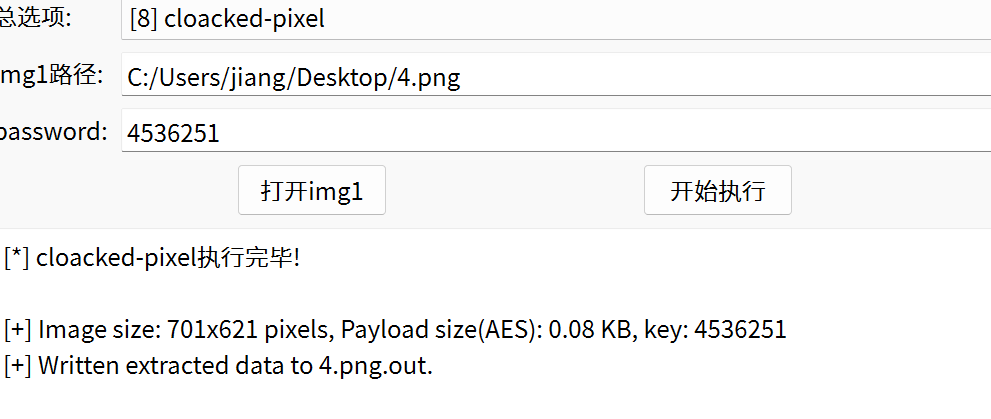 总选项: [8] cloacked-pixel
mg1路径: C:/Users/jiang/Desktop/4.png
password: 4536251
打开img1 开始执行
[*] cloacked-pixel执行完毕!
[+] Image size: 701x621 pixels, Payload size(AES): 0.08 KB, key: 4536251
[+] Written extracted data to 4.png.out.